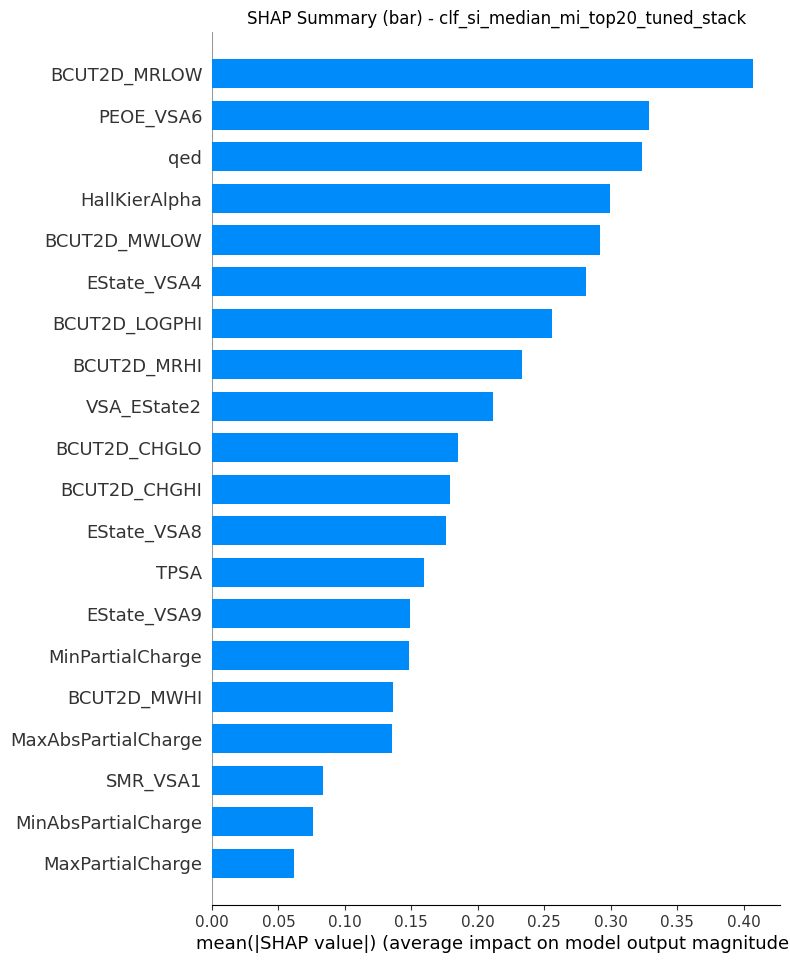 SHAP Summary (bar) - clf_si_median_mi_top20_tuned_stack
BCUT2D_MRLOW
PEOE_VSA6
qed
HallKierAlpha
BCUT2D_MWLOW
EState_VSA4
BCUT2D_LOGPHI
BCUT2D_MRHI
VSA_EState2
BCUT2D_CHGLO
BCUT2D_CHGHI
EState_VSA8
TPSA
EState_VSA9
MinPartialCharge
BCUT2D_MWHI
MaxAbsPartialCharge
SMR_VSA1
MinAbsPartialCharge
MaxPartialCharge
0.00 0.05 0.10 0.15 0.20 0.25 0.30 0.35 0.40
mean(|SHAP value|) (average impact on model output magnitude